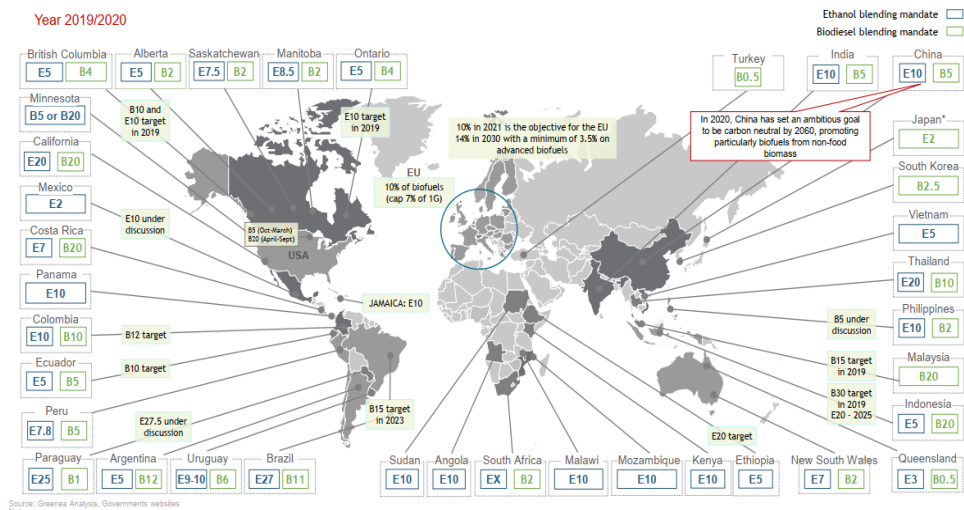 Year 2019/2020
Ethanol blending mandate
Biodiesel blending mandate
British Columbia
E5 B4
Alberta
E5 B2
Saskatchewan
E7.5 B2
Manitoba
E8.5 B2
Ontario
E5 B4
Turkey
B0.5
India
E10 B5
China
E10 B5
Minnesota
B5 or B20
California
E20 B20
Mexico
E2
Costa Rica
E7 B20
Panama
E10
Colombia
E10 B10
Ecuador
E5 B5
Peru
E7.8 B5
B10 and
E10 target
in 2019
E10 target
in 2019
10% in 2021 is the objective for the EU
14% in 2030 with a minimum of 3.5% on
advanced biofuels
In 2020, China has set an ambitious goal
to be carbon neutral by 2060, promoting
particularly biofuels from non-food
biomass
EU
10% of biofuels
(cap 7% of 1G)
E10 under
discussion
B5 (Oct-March)
B20 (April-Sept)
USA
JAMAICA: E10
B12 target
B10 target
E27.5 under
discussion
B15 target
in 2023
Japan*
E2
South Korea
B2.5
Vietnam
E5
Thailand
E20 B10
Philippines
E10 B2
Malaysia
B20
Indonesia
E5 B20
B5 under
discussion
B15 target
in 2019
B30 target
in 2019
E20 - 2025
E20 target
Paraguay
E25 B1
Argentina
E5 B12
Uruguay
E9-10 B6
Brazil
E27 B11
Sudan
E10
Angola
E10
South Africa
EX B2
Malawi
E10
Mozambique
E10
Kenya
E10
Ethiopia
E5
New South Wales
E7 B2
Queensland
E3 B0.5
Source: Greenea Analysis, Governments websites